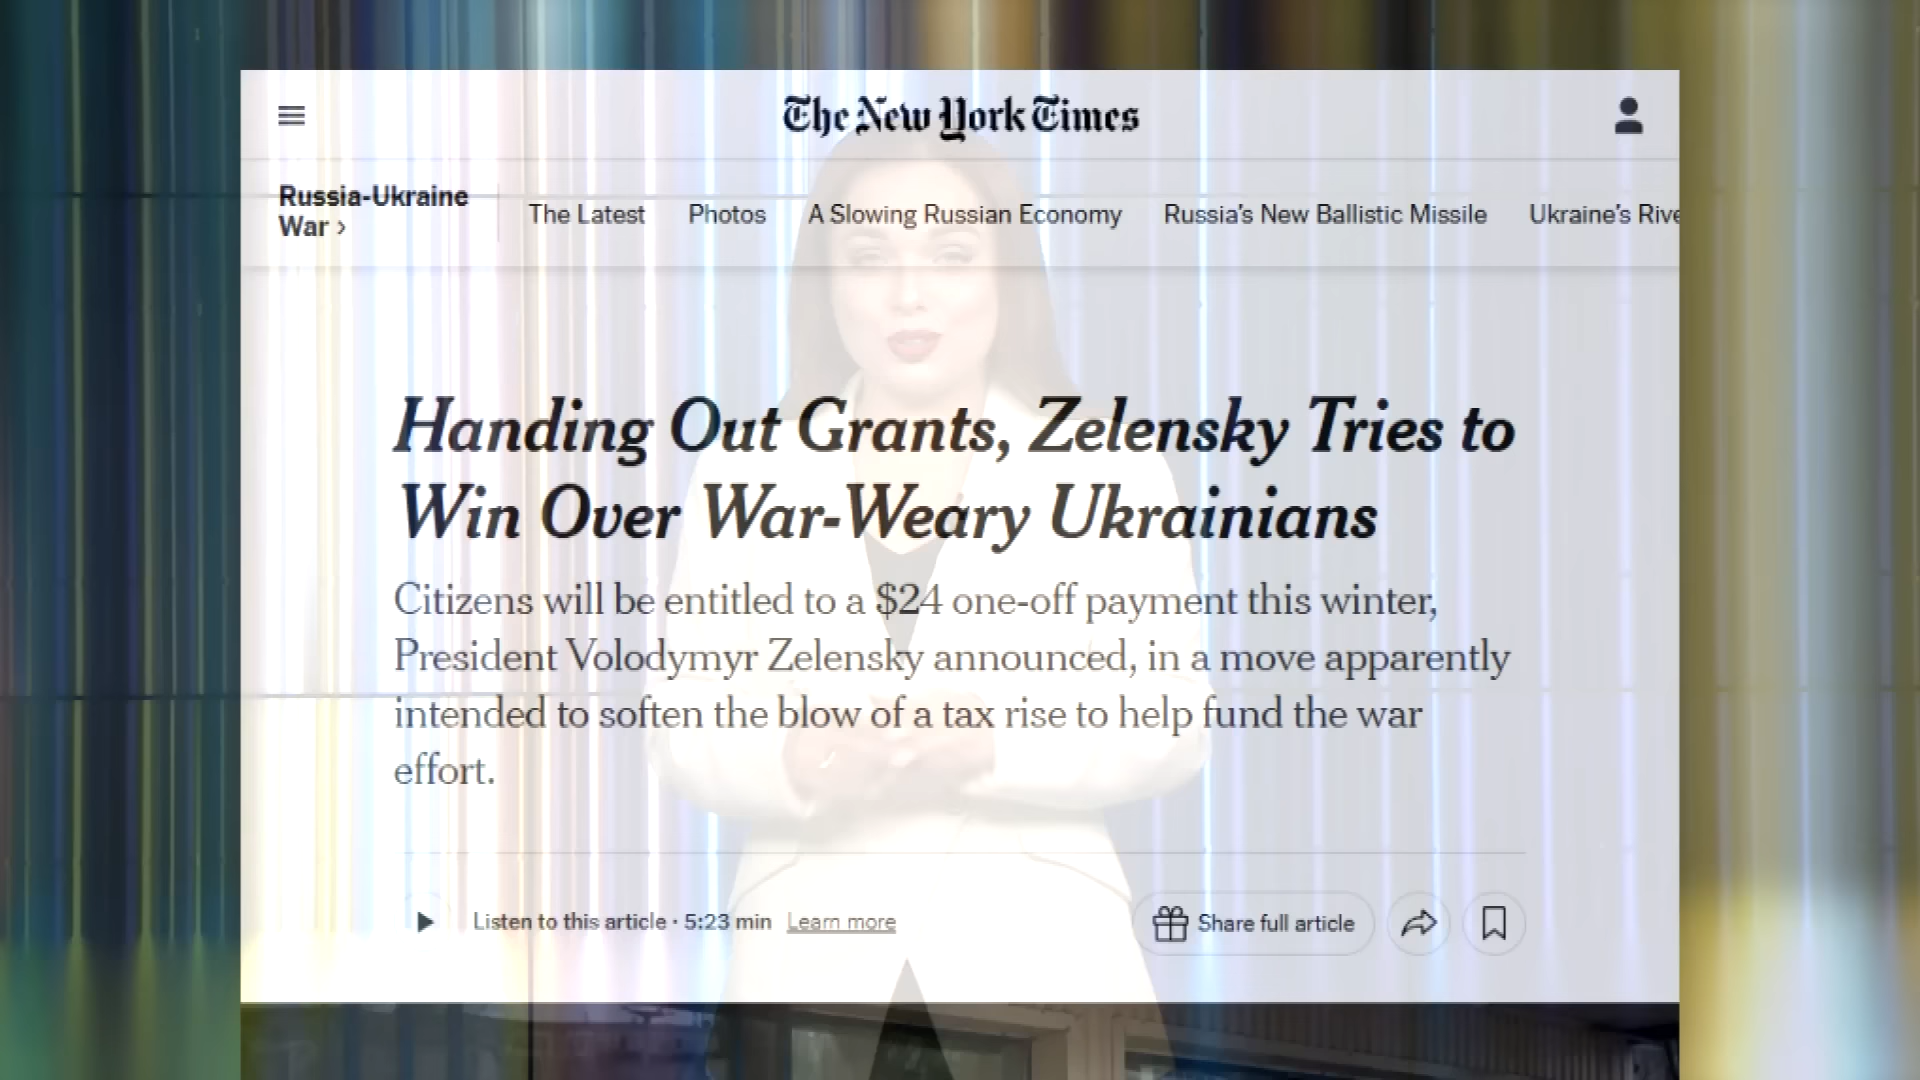 The New York Times
Russia-Ukraine
War ›
The Latest
Photos
A Slowing Russian Economy
Russia's New Ballistic Missile
Ukraine's Rive
Handing Out Grants, Zelensky Tries to
Win Over War-Weary Ukrainians
Citizens will be entitled to a $24 one-off payment this winter,
President Volodymyr Zelensky announced, in a move apparently
intended to soften the blow of a tax rise to help fund the war
effort.
Listen to this article · 5:23 min Learn more
Share full article